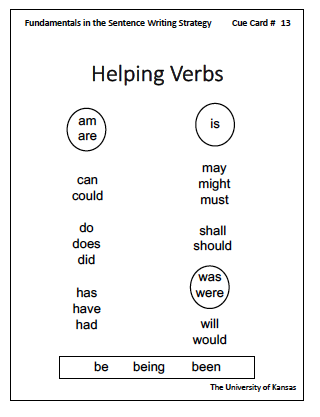 Fundamentals in the Sentence Writing Strategy Cue Card # 13
Helping Verbs
am
are
can
could
do
does
did
has
have
had
is
may
might
must
shall
should
was
were
will
would
be being been
The University of Kansas